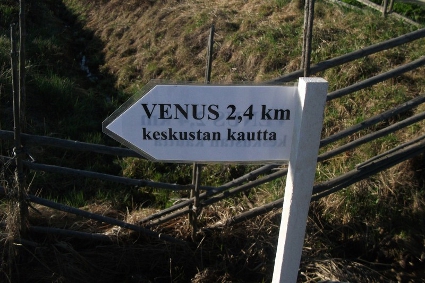 VENUS 2,4 km
keskustan kautta